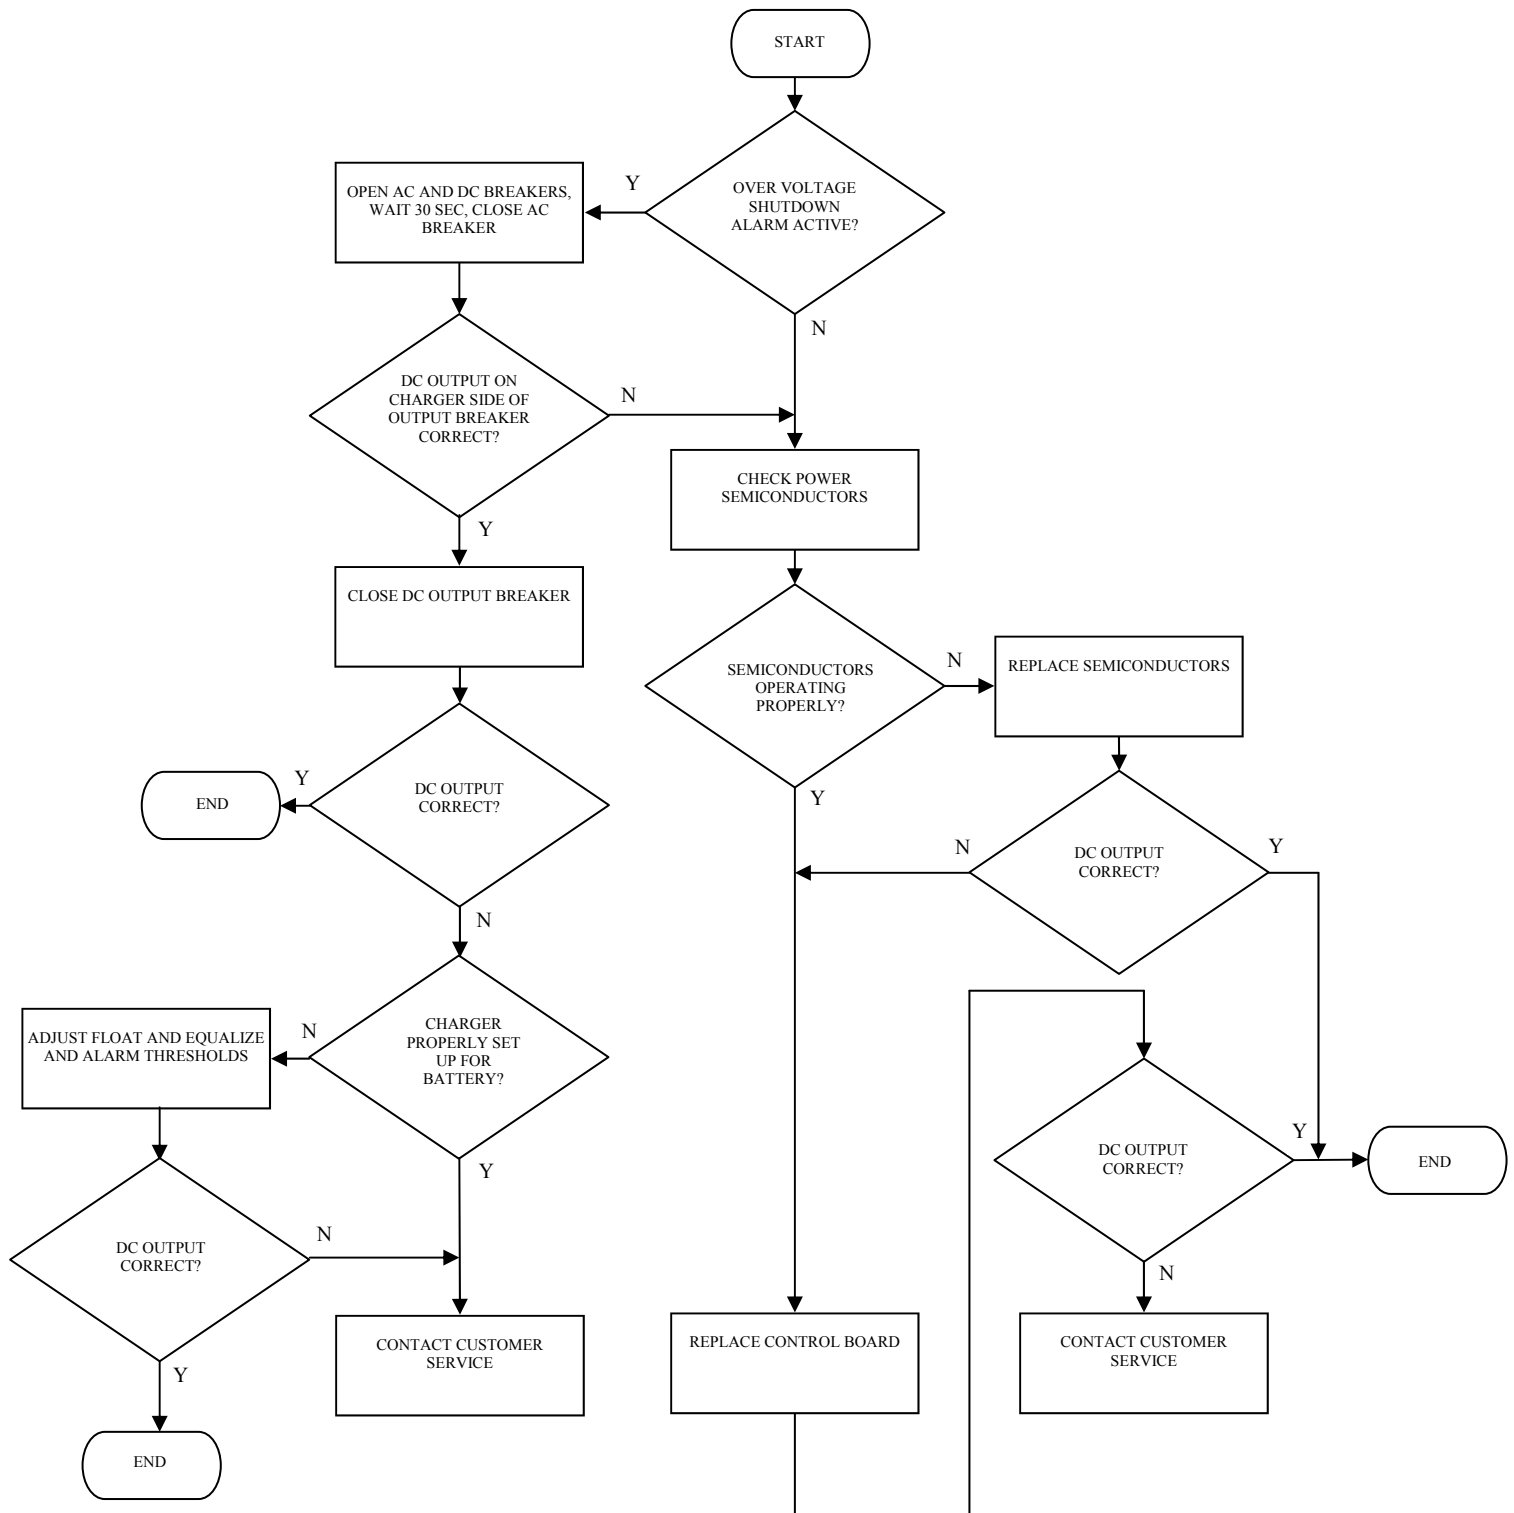 START
OVER VOLTAGE
SHUTDOWN
ALARM ACTIVE?
Y
N
OPEN AC AND DC BREAKERS,
WAIT 30 SEC, CLOSE AC
BREAKER
DC OUTPUT ON
CHARGER SIDE OF
OUTPUT BREAKER
CORRECT?
N
Y
CHECK POWER
SEMICONDUCTORS
CLOSE DC OUTPUT BREAKER
SEMICONDUCTORS
OPERATING
PROPERLY?
N
Y
REPLACE SEMICONDUCTORS
DC OUTPUT
CORRECT?
Y
N
END
DC OUTPUT
CORRECT?
N
Y
CHARGER
PROPERLY SET
UP FOR
BATTERY?
N
Y
ADJUST FLOAT AND EQUALIZE
AND ALARM THRESHOLDS
DC OUTPUT
CORRECT?
N
Y
DC OUTPUT
CORRECT?
Y
N
END
CONTACT CUSTOMER
SERVICE
REPLACE CONTROL BOARD
CONTACT CUSTOMER
SERVICE
END